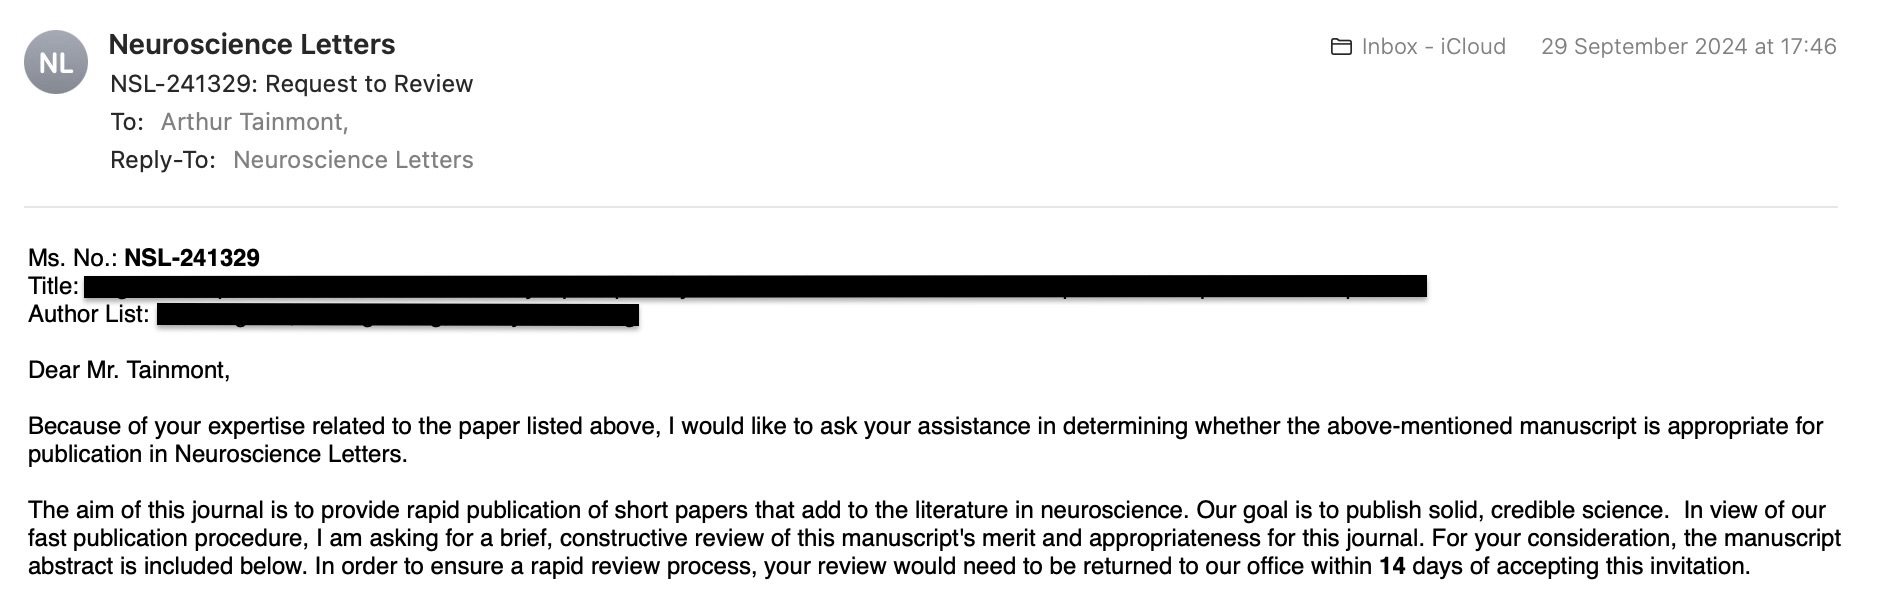 NL
Neuroscience Letters
Inbox - iCloud
29 September 2024 at 17:46
NSL-241329: Request to Review
To: Arthur Tainmont,
Reply-To: Neuroscience Letters
Ms. No.: NSL-241329
Title:
Author List:
Dear Mr. Tainmont,
Because of your expertise related to the paper listed above, I would like to ask your assistance in determining whether the above-mentioned manuscript is appropriate for
publication in Neuroscience Letters.
The aim of this journal is to provide rapid publication of short papers that add to the literature in neuroscience. Our goal is to publish solid, credible science.  In view of our
fast publication procedure, I am asking for a brief, constructive review of this manuscript's merit and appropriateness for this journal. For your consideration, the manuscript
abstract is included below. In order to ensure a rapid review process, your review would need to be returned to our office within 14 days of accepting this invitation.